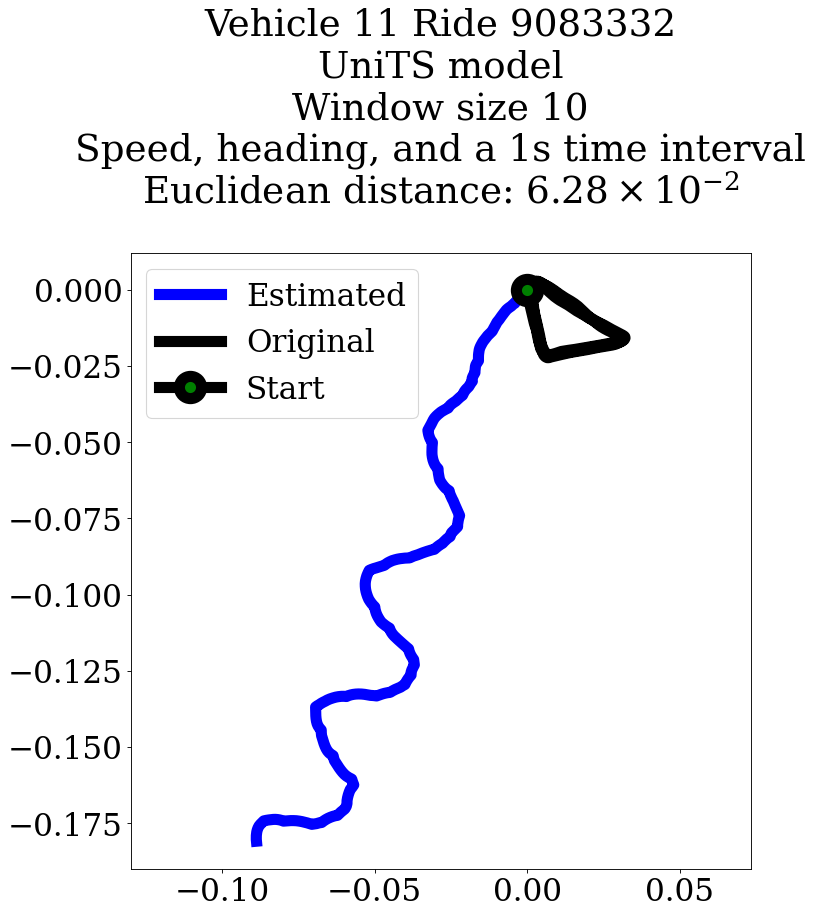 Vehicle 11 Ride 9083332
UniTS model
Window size 10
Speed, heading, and a 1s time interval
Euclidean distance: 6.28 × 10⁻²
Estimated
Original
Start
0.000
−0.025
−0.050
−0.075
−0.100
−0.125
−0.150
−0.175
−0.10 −0.05 0.00 0.05